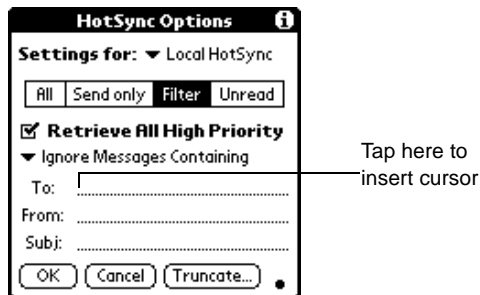 HotSync Options
Settings for: Local HotSync
All Send only Filter Unread
Retrieve All High Priority
Ignore Messages Containing
To:
From:
Subj:
OK Cancel Truncate...
Tap here to
insert cursor